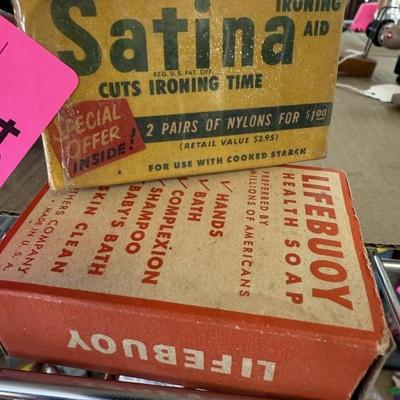 IRONING
AID
Satina
REG. U.S. PAT. OFF.
CUTS IRONING TIME
SPECIAL
OFFER
INSIDE!
2 PAIRS OF NYLONS FOR $1.00
(RETAIL VALUE $2.95)
FOR USE WITH COOKED STARCH
LIFEBUOY
HEALTH SOAP
PREFERRED BY
MILLIONS OF AMERICANS
HANDS
BATH
COMPLEXION
SHAMPOO
BABY'S BATH
SKIN CLEAN
COMPANY
MADE IN U.S.A.
LIFEBUOY